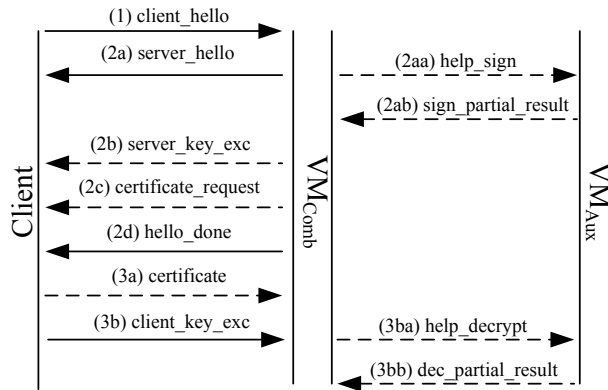 (1) client_hello
(2a) server_hello
(2aa) help_sign
(2ab) sign_partial_result
(2b) server_key_exc
(2c) certificate_request
(2d) hello_done
(3a) certificate
(3b) client_key_exc
(3ba) help_decrypt
(3bb) dec_partial_result
Client
VM_Comb
VM_Aux